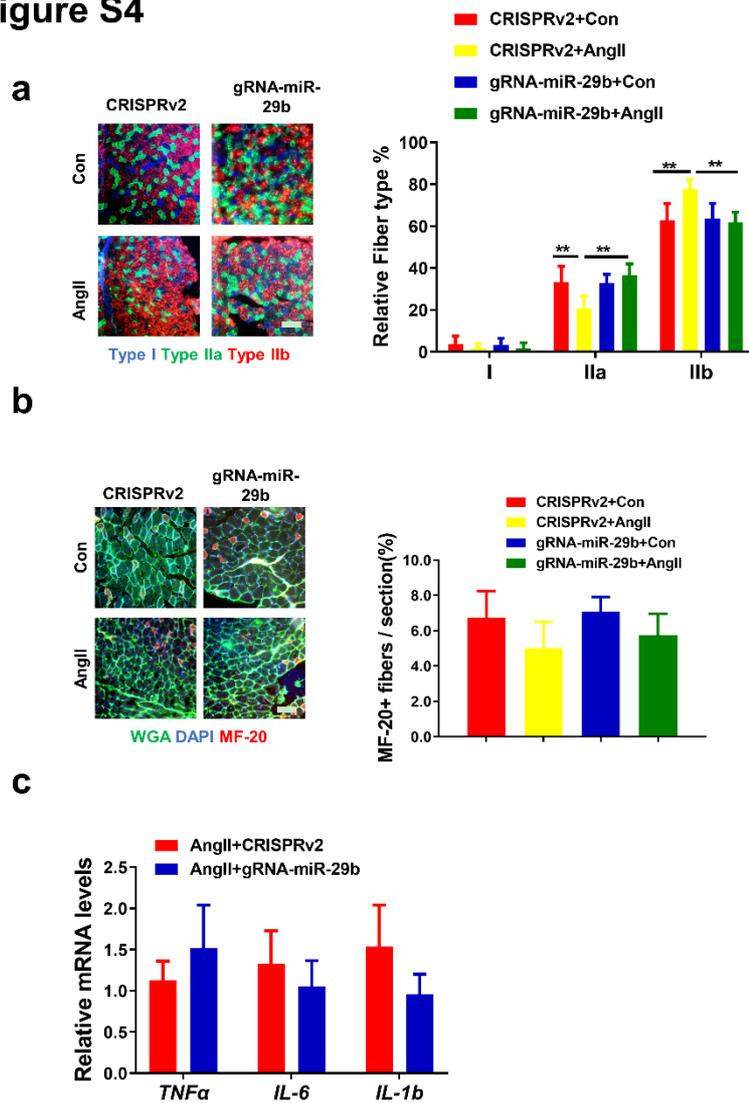 igure S4
a
CRISPRv2
gRNA-miR-
29b
Con
AngII
Type I Type IIa Type IIb
CRISPRv2+Con
CRISPRv2+AngII
gRNA-miR-29b+Con
gRNA-miR-29b+AngII
Relative Fiber type %
100
80
60
40
20
0
** **
** **
I IIa IIb
b
CRISPRv2
gRNA-miR-
29b
Con
AngII
WGA DAPI MF-20
CRISPRv2+Con
CRISPRv2+AngII
gRNA-miR-29b+Con
gRNA-miR-29b+AngII
MF-20+ fibers / section(%)
10.0
8.0
6.0
4.0
2.0
0.0
c
AngII+CRISPRv2
AngII+gRNA-miR-29b
Relative mRNA levels
2.5
2.0
1.5
1.0
0.5
0.0
TNFα IL-6 IL-1b